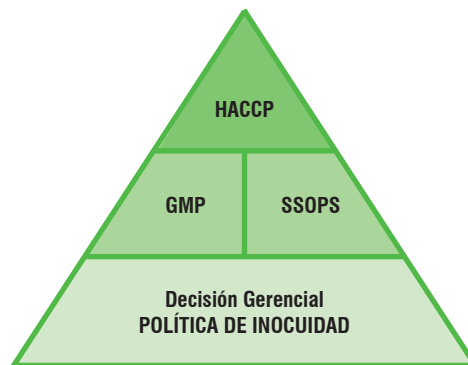 HACCP
GMP
SSOPS
Decisión Gerencial
POLÍTICA DE INOCUIDAD